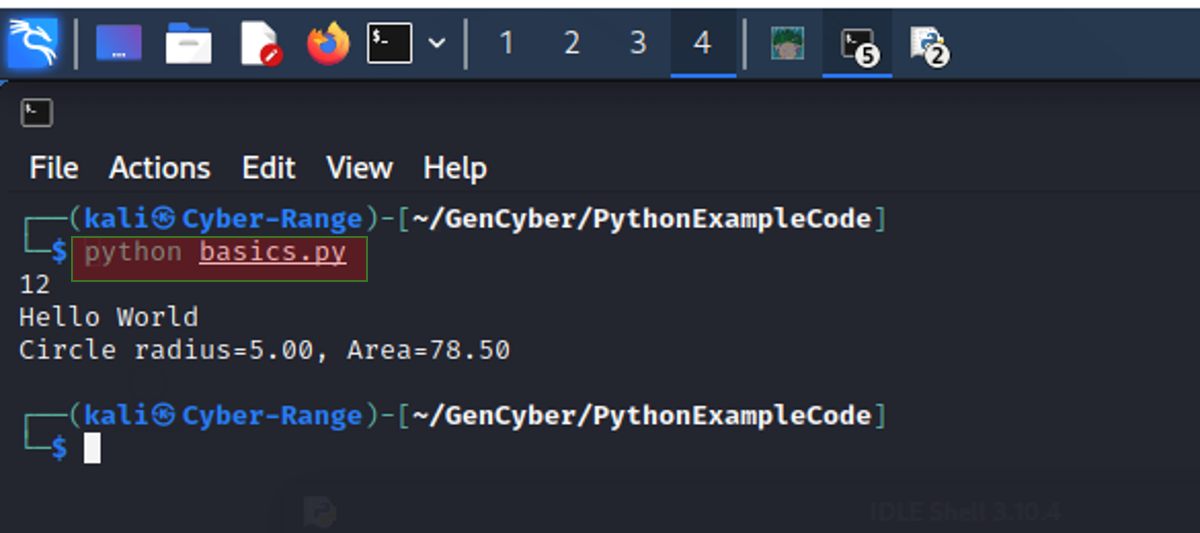 1 2 3 4 5 2
File Actions Edit View Help
┌──(kali㉿Cyber-Range)-[~/GenCyber/PythonExampleCode]
└─$ python basics.py
12
Hello World
Circle radius=5.00, Area=78.50
┌──(kali㉿Cyber-Range)-[~/GenCyber/PythonExampleCode]
└─$
IDLE Shell 3.10.4